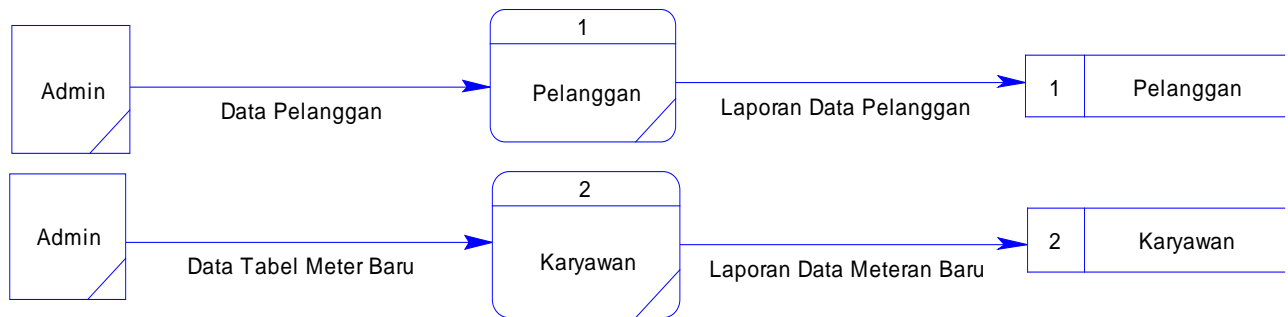 1
Admin
Pelanggan
1
Pelanggan
Data Pelanggan
Laporan Data Pelanggan
2
Admin
Karyawan
2
Karyawan
Data Tabel Meter Baru
Laporan Data Meteran Baru